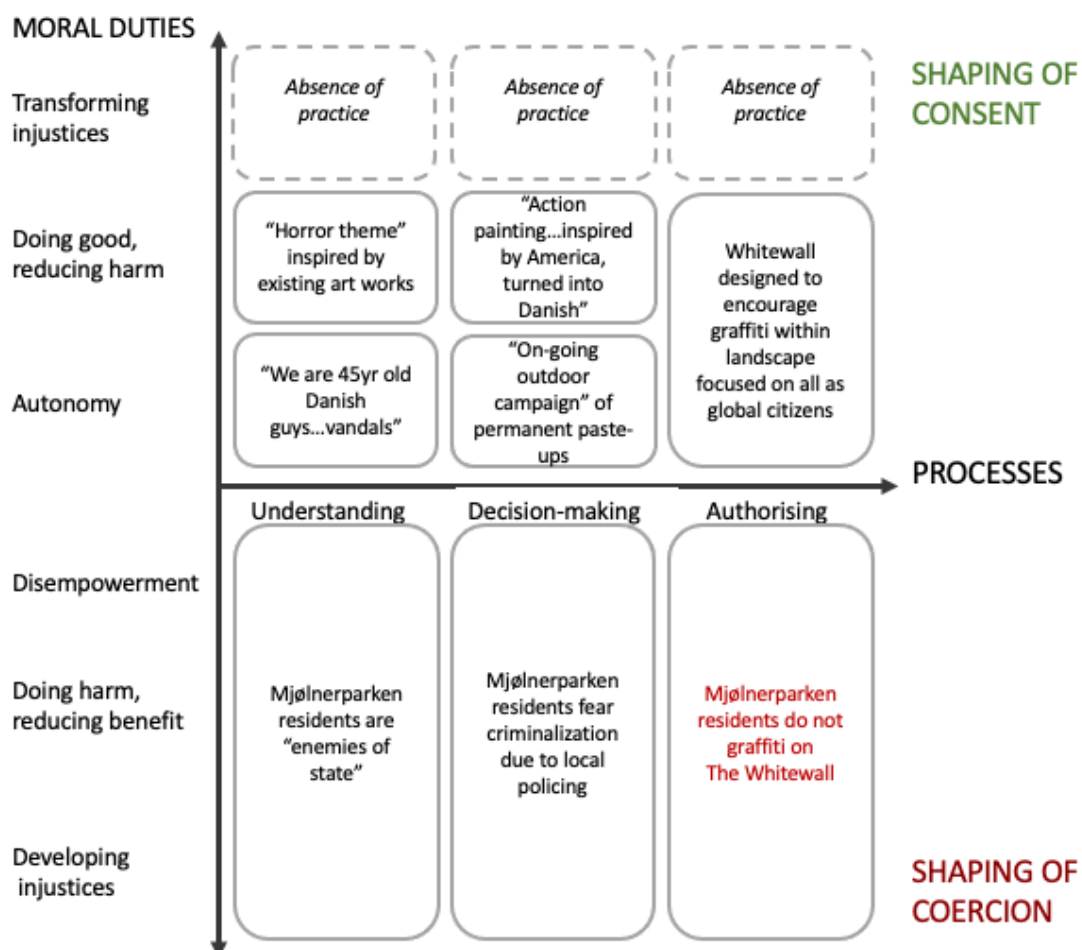 MORAL DUTIES
Transforming
injustices
Absence of
practice
Absence of
practice
Absence of
practice
SHAPING OF
CONSENT
Doing good,
reducing harm
“Horror theme”
inspired by
existing art works
“Action
painting...inspired
by America,
turned into
Danish”
Whitewall
designed to
encourage
graffiti within
landscape
focused on all as
global citizens
Autonomy
“We are 45yr old
Danish
guys...vandals”
“On-going
outdoor
campaign” of
permanent paste-
ups
PROCESSES
Understanding
Decision-making
Authorising
Disempowerment
Doing harm,
reducing benefit
Mjølnerparken
residents are
“enemies of
state”
Mjølnerparken
residents fear
criminalization
due to local
policing
Mjølnerparken
residents do not
graffiti on
The Whitewall
Developing
injustices
SHAPING OF
COERCION